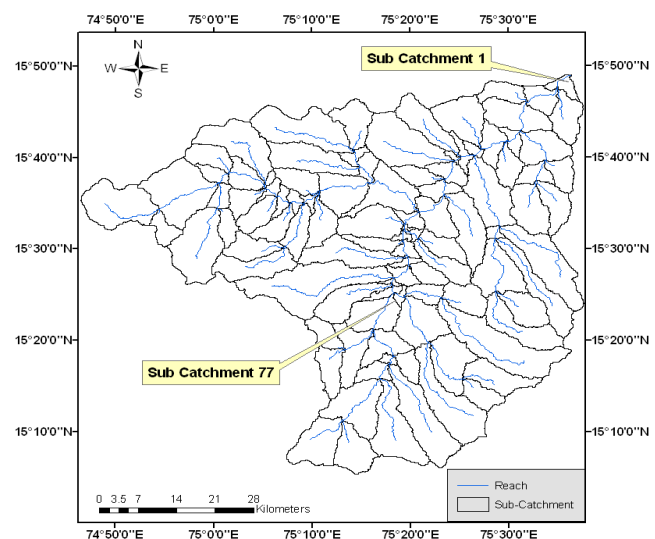 74°50'0"E 75°0'0"E 75°10'0"E 75°20'0"E 75°30'0"E
N
W E
S
Sub Catchment 1
15°50'0"N 15°50'0"N
15°40'0"N 15°40'0"N
15°30'0"N 15°30'0"N
15°20'0"N 15°20'0"N
Sub Catchment 77
15°10'0"N 15°10'0"N
Reach
Sub-Catchment
0 3.5 7 14 21 28
Kilometers
74°50'0"E 75°0'0"E 75°10'0"E 75°20'0"E 75°30'0"E